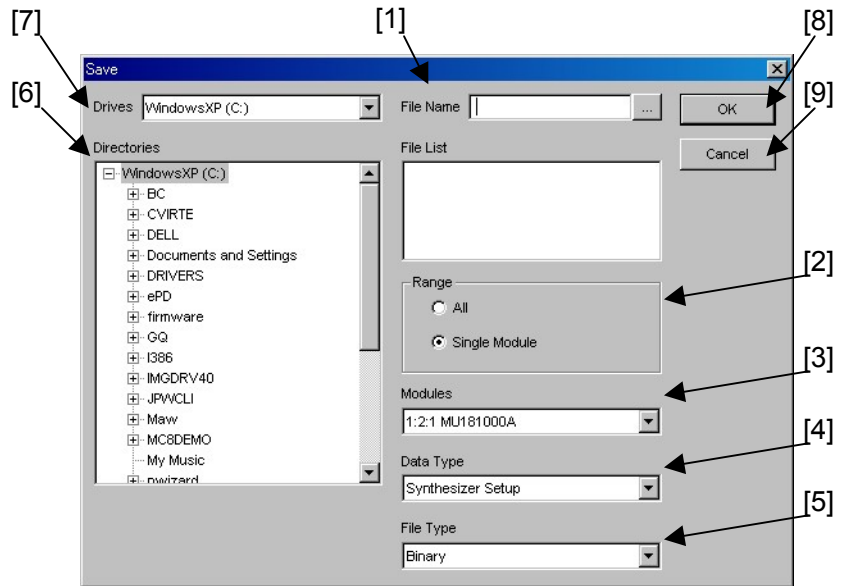 [7]
[1]
[8]
Save
[6]
Drives
WindowsXP (C:)
File Name
...
OK
[9]
Directories
File List
Cancel
WindowsXP (C:)
BC
CVIRTE
DELL
Documents and Settings
DRIVERS
ePD
firmware
GQ
I386
IMGDRV40
JPWCLI
Maw
MC8DEMO
My Music
pwizard
[2]
Range
All
Single Module
[3]
Modules
1:2:1 MU181000A
[4]
Data Type
Synthesizer Setup
[5]
File Type
Binary